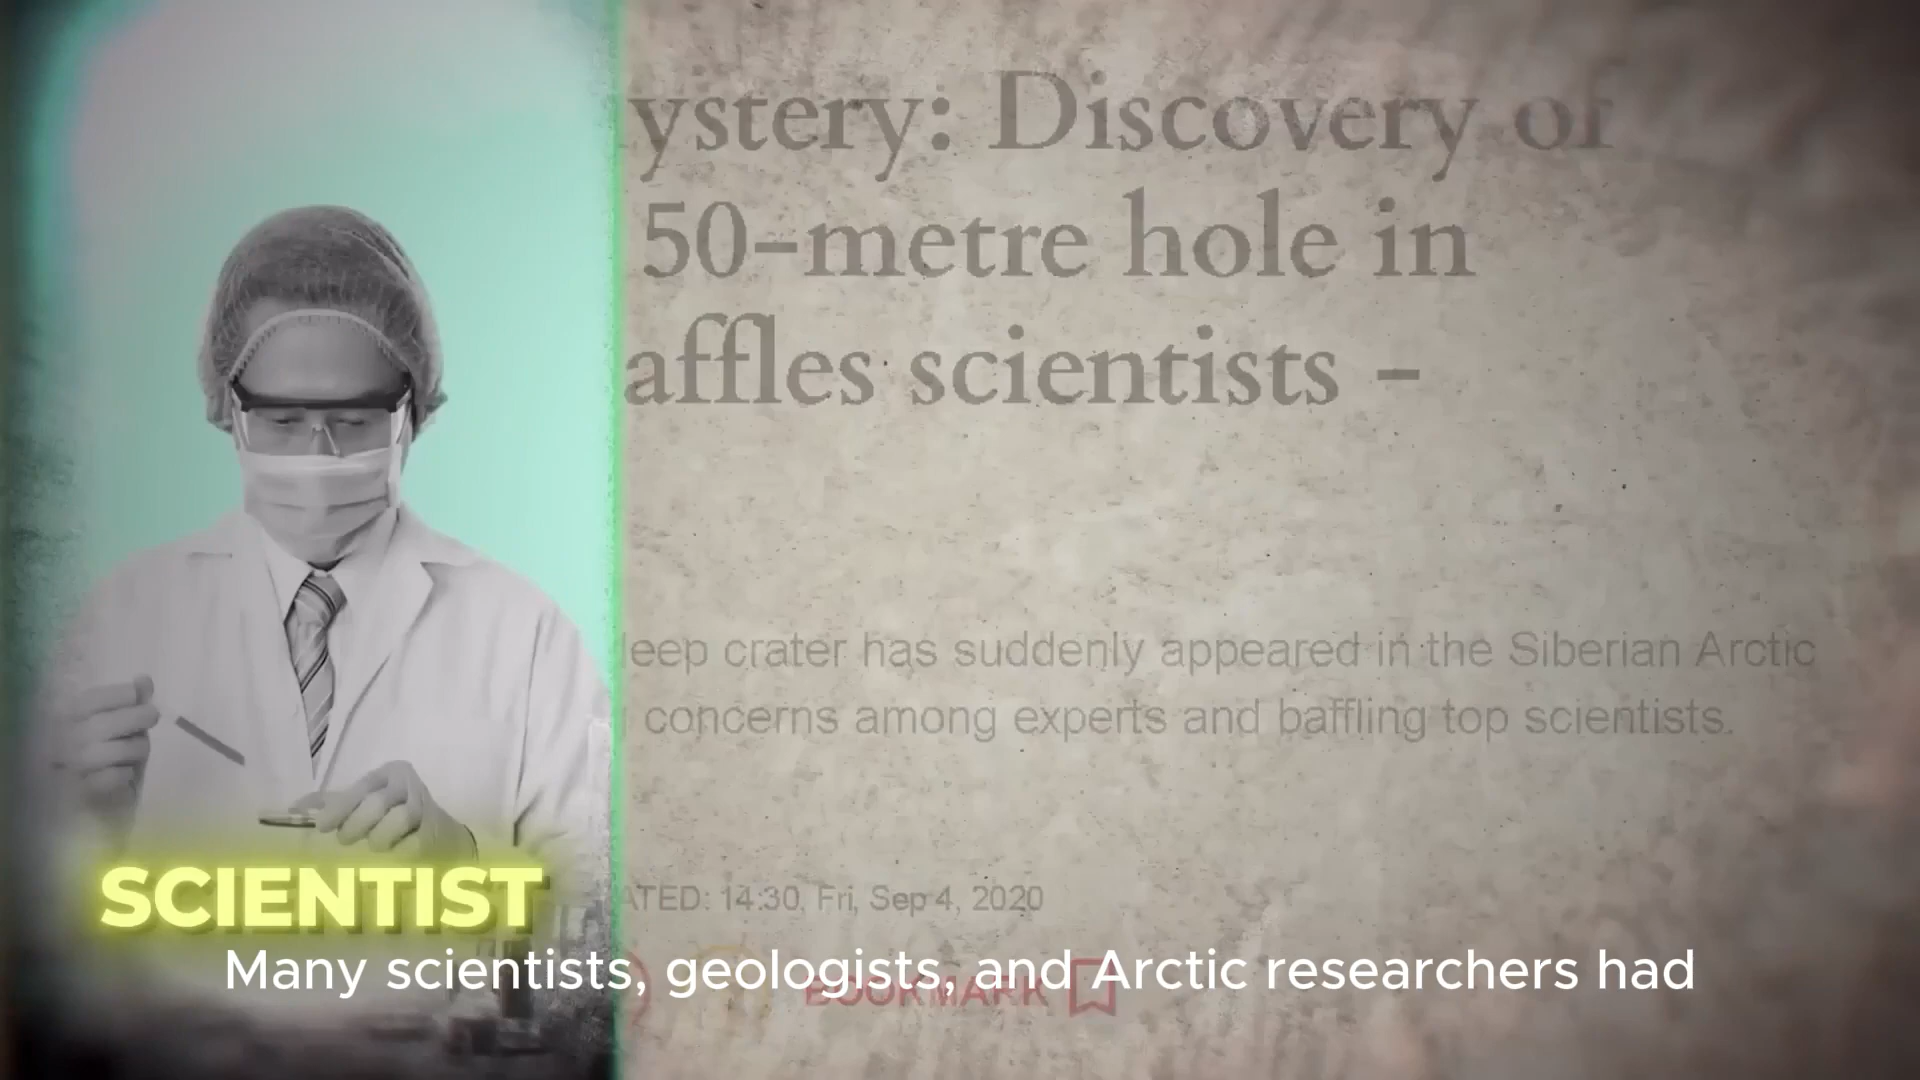 ystery: Discovery of
50-metre hole in
affles scientists -
leep crater has suddenly appeared in the Siberian Arctic
concerns among experts and baffling top scientists.
ATED: 14:30, Fri, Sep 4, 2020
SCIENTIST
Many scientists, geologists, and Arctic researchers had
BOOKMARK